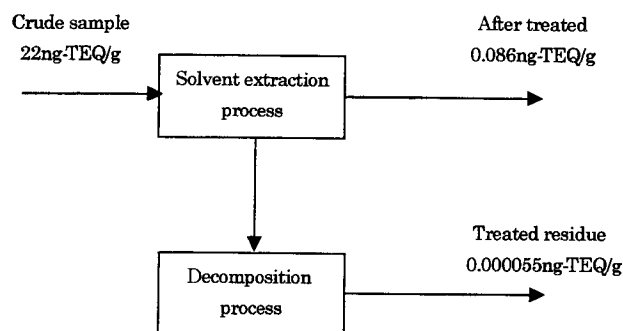 Crude sample
22ng-TEQ/g
After treated
0.086ng-TEQ/g
Solvent extraction
process
Treated residue
0.000055ng-TEQ/g
Decomposition
process